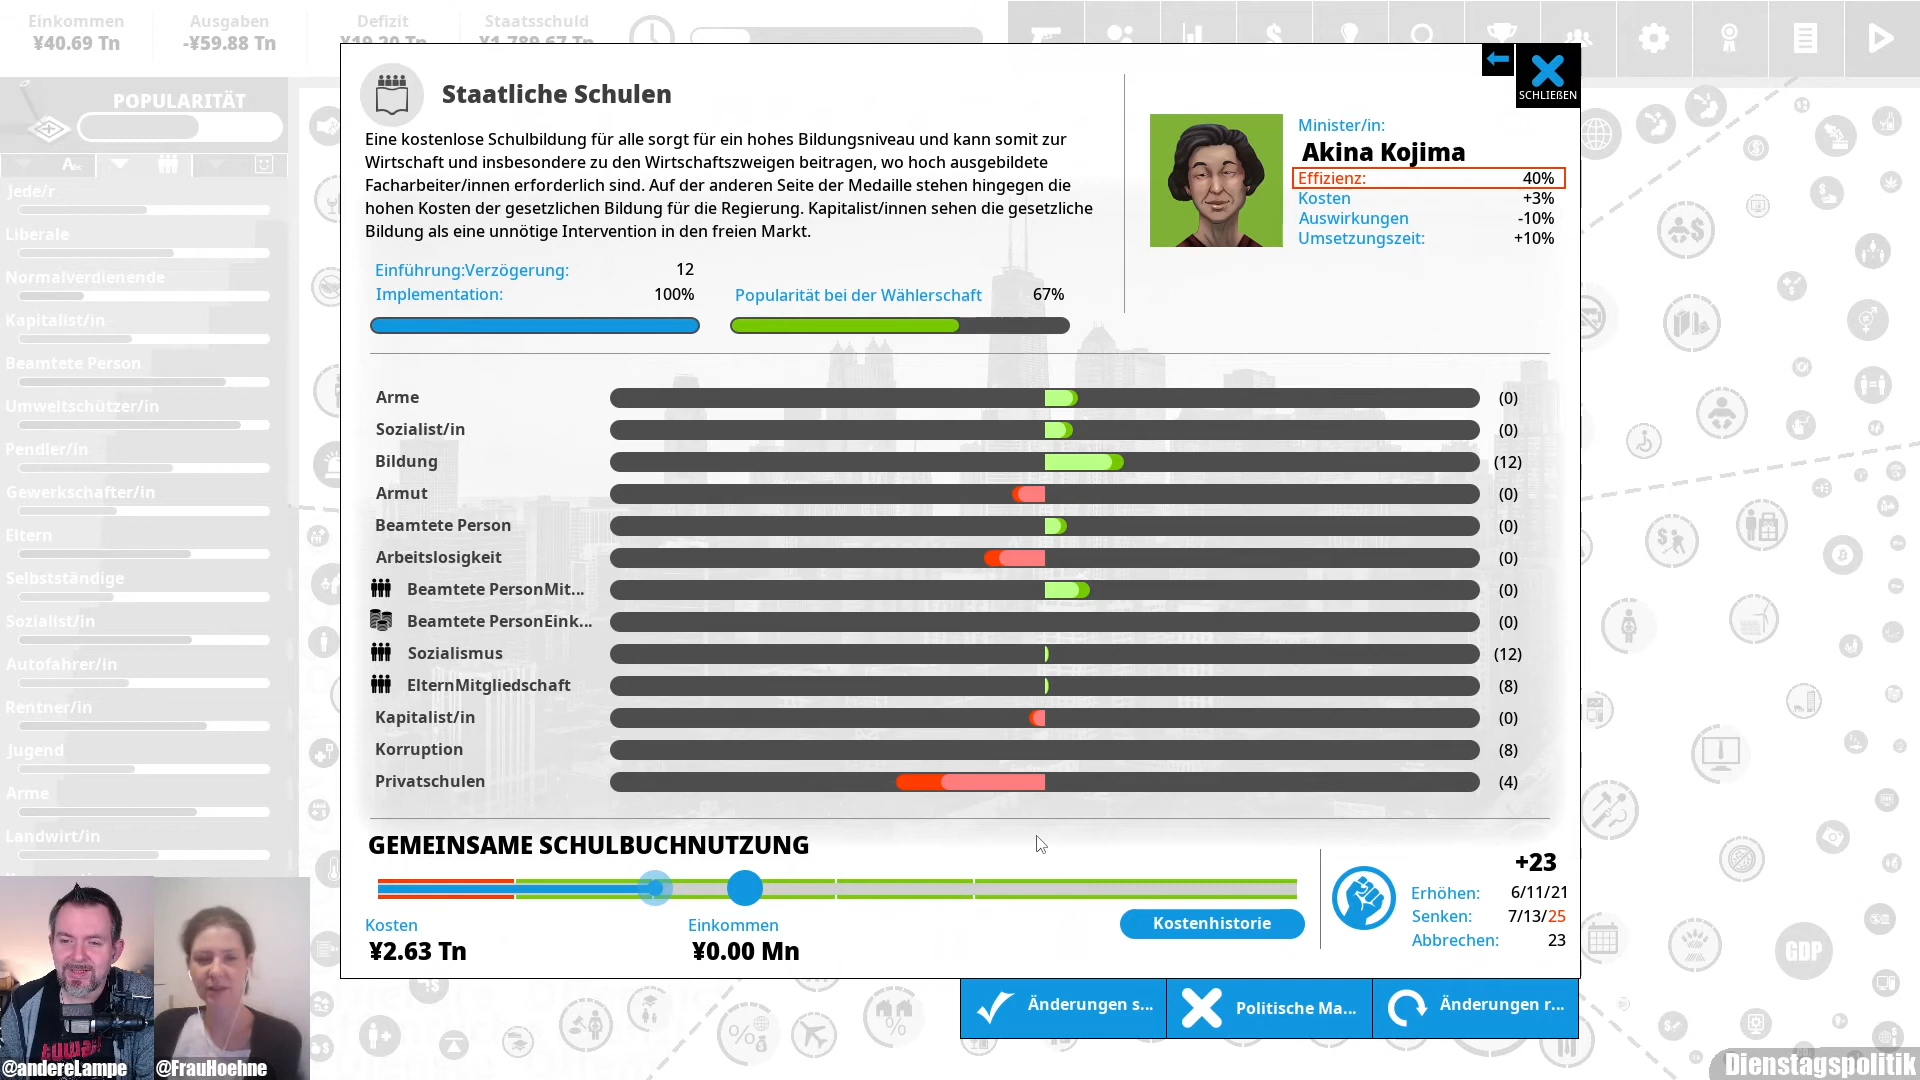 Einkommen
¥40.69 Tn
Ausgaben
-¥59.88 Tn
Defizit
¥19.20 Tn
Staatsschuld
¥1,789.67 Tn
POPULARITÄT
Jede/r
Liberale
Normalverdienende
Kapitalist/in
Beamtete Person
Umweltschützer/in
Pendler/in
Gewerkschafter/in
Eltern
Selbstständige
Sozialist/in
Autofahrer/in
Rentner/in
Jugend
Arme
Landwirt/in
@andereLampe
@FrauHoehne
SCHLIEẞEN
Staatliche Schulen
Eine kostenlose Schulbildung für alle sorgt für ein hohes Bildungsniveau und kann somit zur
Wirtschaft und insbesondere zu den Wirtschaftszweigen beitragen, wo hoch ausgebildete
Facharbeiter/innen erforderlich sind. Auf der anderen Seite der Medaille stehen hingegen die
hohen Kosten der gesetzlichen Bildung für die Regierung. Kapitalist/innen sehen die gesetzliche
Bildung als eine unnötige Intervention in den freien Markt.
Minister/in:
Akina Kojima
Effizienz: 40%
Kosten +3%
Auswirkungen -10%
Umsetzungszeit: +10%
Einführung:Verzögerung: 12
Implementation: 100%
Popularität bei der Wählerschaft 67%
Arme (0)
Sozialist/in (0)
Bildung (12)
Armut (0)
Beamtete Person (0)
Arbeitslosigkeit (0)
Beamtete PersonMit... (0)
Beamtete PersonEink... (0)
Sozialismus (12)
ElternMitgliedschaft (8)
Kapitalist/in (0)
Korruption (8)
Privatschulen (4)
GEMEINSAME SCHULBUCHNUTZUNG
Kosten
¥2.63 Tn
Einkommen
¥0.00 Mn
Kostenhistorie
+23
Erhöhen: 6/11/21
Senken: 7/13/25
Abbrechen: 23
Änderungen s...
Politische Ma...
Änderungen r...
GDP
Dienstagspolitik